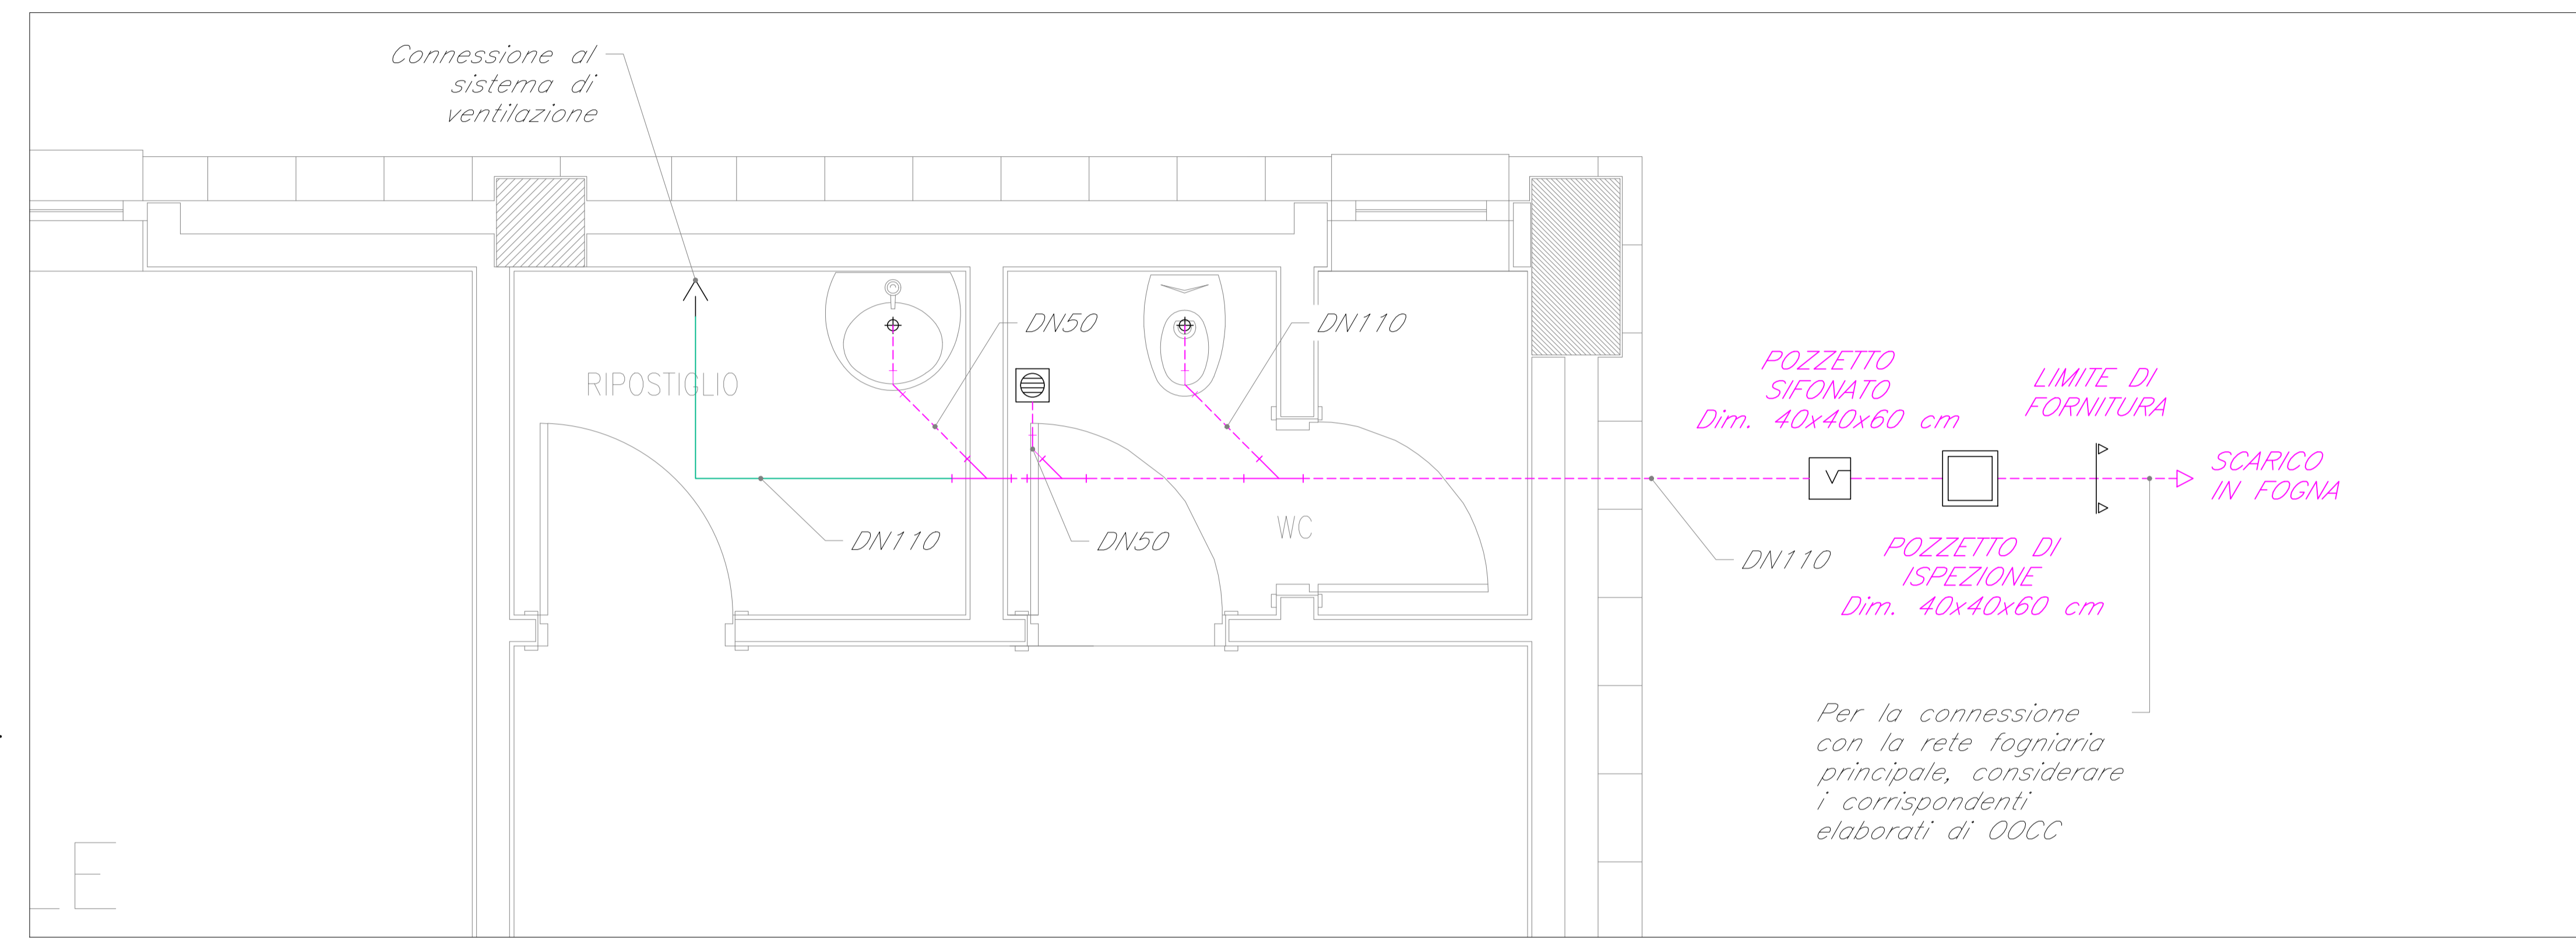 Connessione al
sistema di
ventilazione
RIPOSTIGLIO
DN50
DN110
DN110
DN50
WC
DN110
POZZETTO
SIFONATO
Dim. 40x40x60 cm
LIMITE DI
FORNITURA
SCARICO
IN FOGNA
POZZETTO DI
ISPEZIONE
Dim. 40x40x60 cm
Per la connessione
con la rete fogniaria
principale, considerare
i corrispondenti
elaborati di OOCC
E